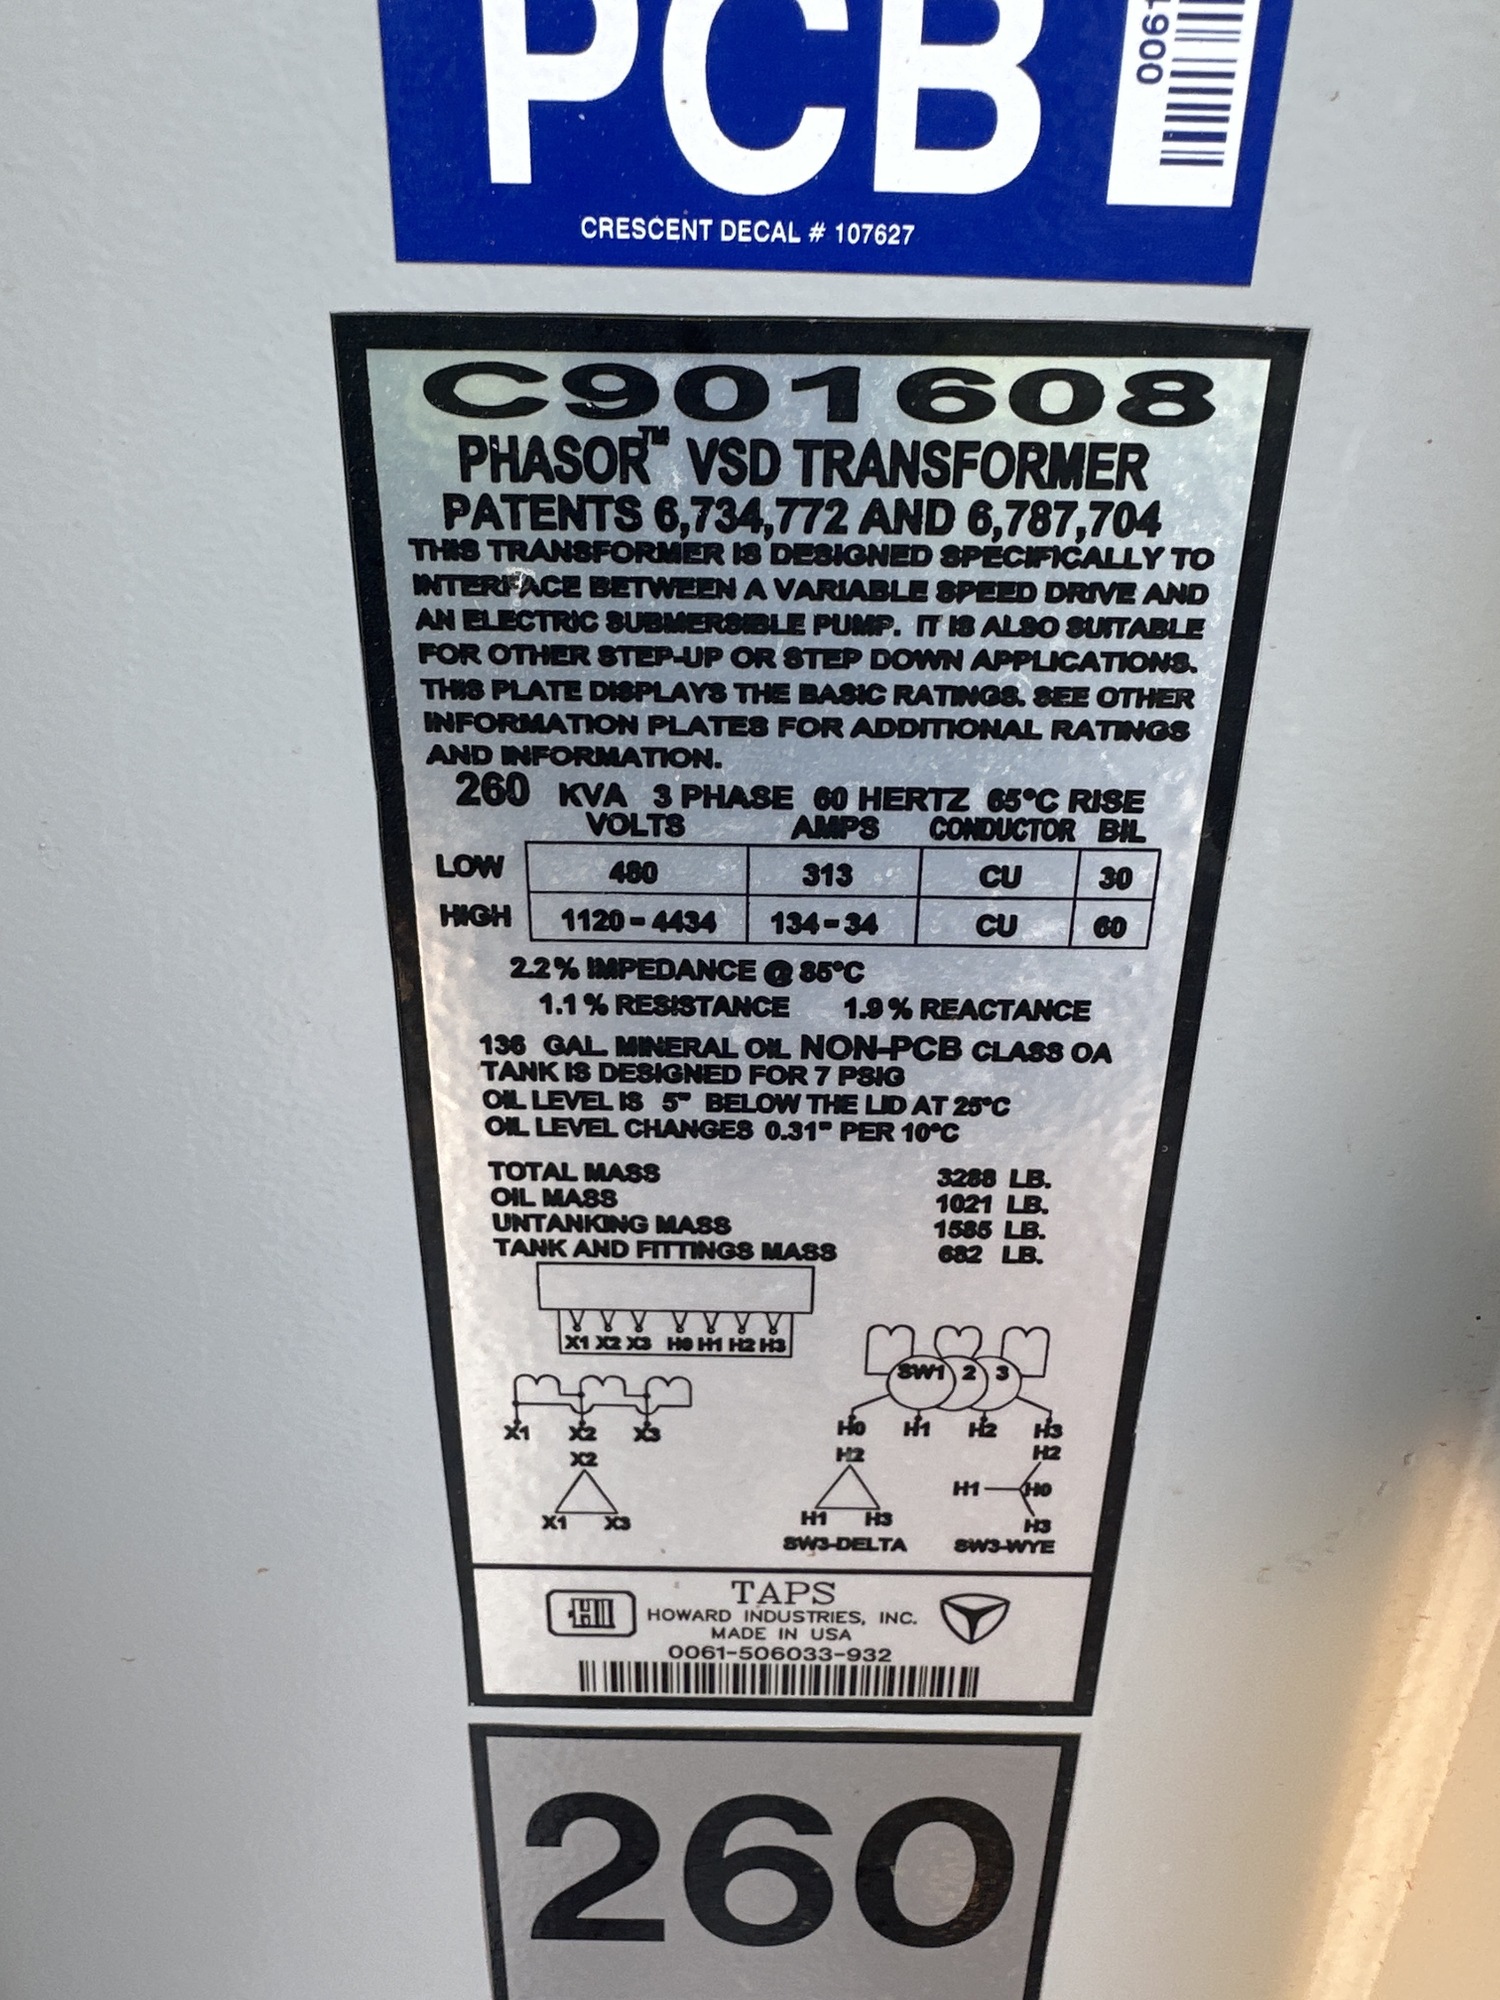 PCB
0061
CRESCENT DECAL # 107627
C901608
PHASOR™ VSD TRANSFORMER
PATENTS 6,734,772 AND 6,787,704
THIS TRANSFORMER IS DESIGNED SPECIFICALLY TO
INTERFACE BETWEEN A VARIABLE SPEED DRIVE AND
AN ELECTRIC SUBMERSIBLE PUMP. IT IS ALSO SUITABLE
FOR OTHER STEP-UP OR STEP DOWN APPLICATIONS.
THIS PLATE DISPLAYS THE BASIC RATINGS. SEE OTHER
INFORMATION PLATES FOR ADDITIONAL RATINGS
AND INFORMATION.
260 KVA 3 PHASE 60 HERTZ 65°C RISE
VOLTS AMPS CONDUCTOR BIL
LOW 480 313 CU 30
HIGH 1120-4434 134-34 CU 60
2.2% IMPEDANCE @ 85°C
1.1% RESISTANCE 1.9% REACTANCE
136 GAL. MINERAL OIL NON-PCB CLASS OA
TANK IS DESIGNED FOR 7 PSIG
OIL LEVEL IS 5" BELOW THE LID AT 25°C
OIL LEVEL CHANGES 0.31" PER 10°C
TOTAL MASS 3288 LB.
OIL MASS 1021 LB.
UNTANKING MASS 1585 LB.
TANK AND FITTINGS MASS 682 LB.
X1 X2 X3 H0 H1 H2 H3
SW1 2 3
X1 X2 X3 H0 H1 H2 H3
X2 H2 H2
H1 H0
X1 X3 H1 H3 H3
SW3-DELTA SW3-WYE
TAPS
HOWARD INDUSTRIES, INC.
MADE IN USA
0061-506033-932
260